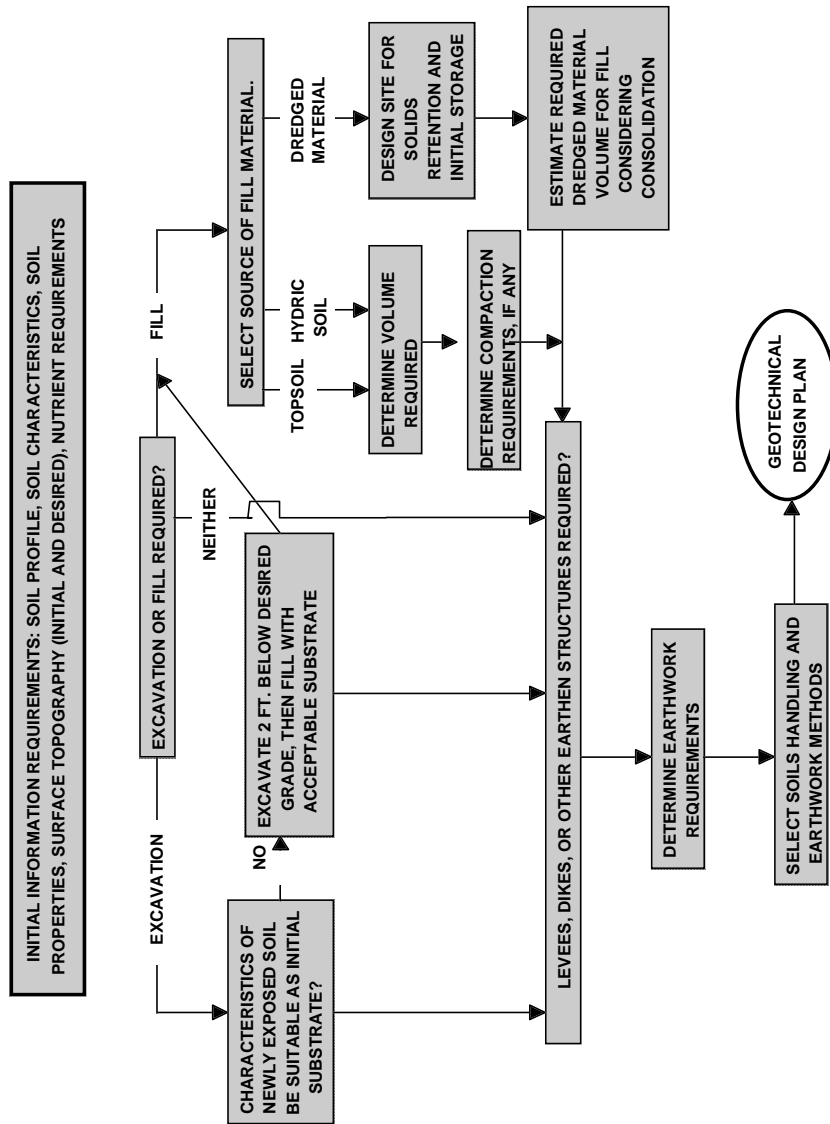 INITIAL INFORMATION REQUIREMENTS: SOIL PROFILE, SOIL CHARACTERISTICS, SOIL
PROPERTIES, SURFACE TOPOGRAPHY (INITIAL AND DESIRED), NUTRIENT REQUIREMENTS
EXCAVATION
EXCAVATION OR FILL REQUIRED?
FILL
NEITHER
CHARACTERISTICS OF
NEWLY EXPOSED SOIL
BE SUITABLE AS INITIAL
SUBSTRATE?
NO
EXCAVATE 2 FT. BELOW DESIRED
GRADE, THEN FILL WITH
ACCEPTABLE SUBSTRATE
SELECT SOURCE OF FILL MATERIAL.
TOPSOIL
HYDRIC
SOIL
DREDGED
MATERIAL
DETERMINE VOLUME
REQUIRED
DESIGN SITE FOR
SOLIDS
RETENTION AND
INITIAL STORAGE
DETERMINE COMPACTION
REQUIREMENTS, IF ANY
ESTIMATE REQUIRED
DREDGED MATERIAL
VOLUME FOR FILL
CONSIDERING
CONSOLIDATION
LEVEES, DIKES, OR OTHER EARTHEN STRUCTURES REQUIRED?
DETERMINE EARTHWORK
REQUIREMENTS
SELECT SOILS HANDLING AND
EARTHWORK METHODS
GEOTECHNICAL
DESIGN PLAN